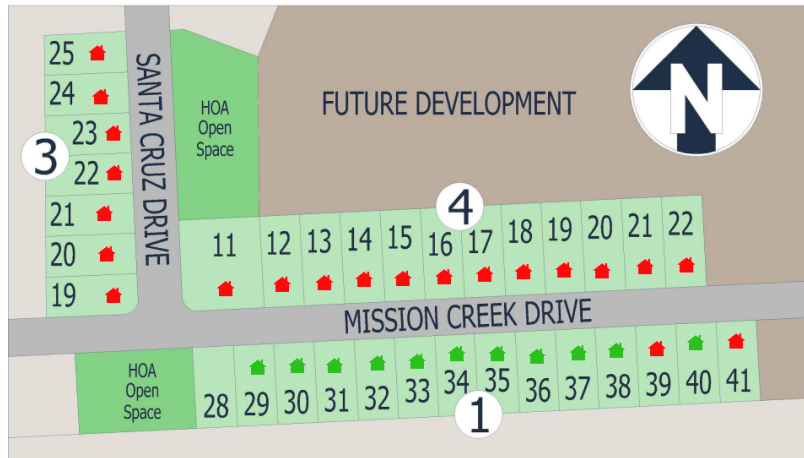 25
24
23
3
22
21
20
19
SANTA CRUZ DRIVE
HOA
Open
Space
FUTURE DEVELOPMENT
N
4
11 12 13 14 15 16 17 18 19 20 21 22
MISSION CREEK DRIVE
HOA
Open
Space
28 29 30 31 32 33 34 35 36 37 38 39 40 41
1